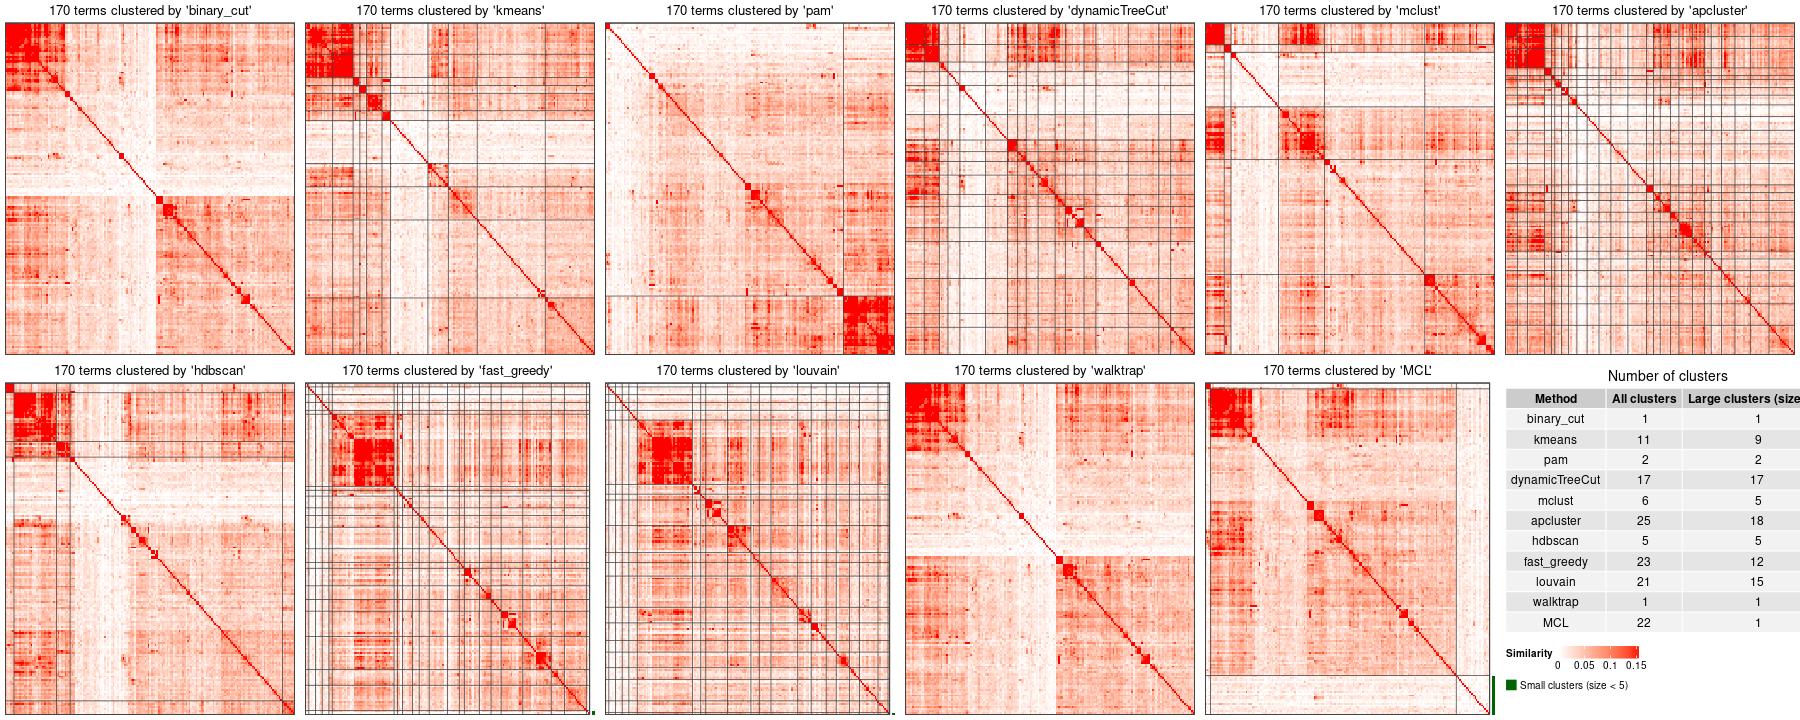 170 terms clustered by 'binary_cut'
170 terms clustered by 'kmeans'
170 terms clustered by 'pam'
170 terms clustered by 'dynamicTreeCut'
170 terms clustered by 'mclust'
170 terms clustered by 'apcluster'
170 terms clustered by 'hdbscan'
170 terms clustered by 'fast_greedy'
170 terms clustered by 'louvain'
170 terms clustered by 'walktrap'
170 terms clustered by 'MCL'
Number of clusters
Method All clusters Large clusters (size
binary_cut 1 1
kmeans 11 9
pam 2 2
dynamicTreeCut 17 17
mclust 6 5
apcluster 25 18
hdbscan 5 5
fast_greedy 23 12
louvain 21 15
walktrap 1 1
MCL 22 1
Similarity
0 0.05 0.1 0.15
Small clusters (size < 5)